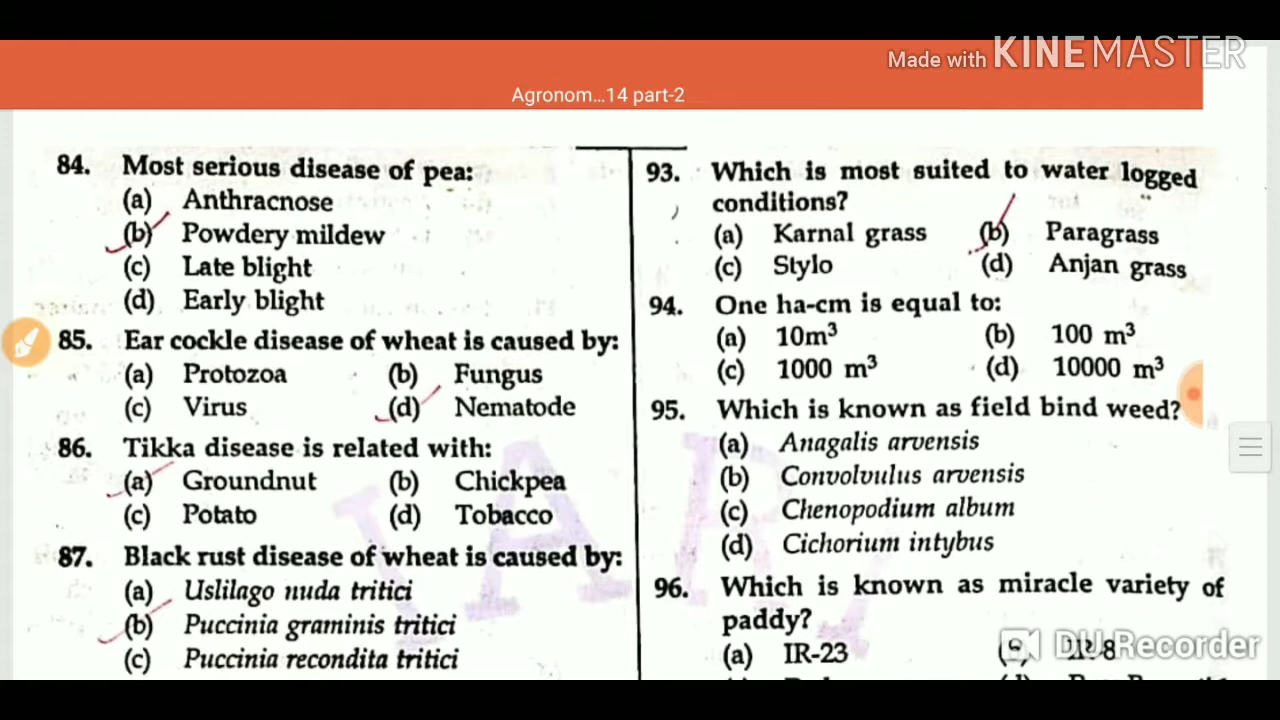 Made with KINEMASTER
Agronom...14 part-2
84. Most serious disease of pea:
(a) Anthracnose
(b) Powdery mildew
(c) Late blight
(d) Early blight
85. Ear cockle disease of wheat is caused by:
(a) Protozoa (b) Fungus
(c) Virus (d) Nematode
86. Tikka disease is related with:
(a) Groundnut (b) Chickpea
(c) Potato (d) Tobacco
87. Black rust disease of wheat is caused by:
(a) Uslilago nuda tritici
(b) Puccinia graminis tritici
(c) Puccinia recondita tritici
93. Which is most suited to water logged
conditions?
(a) Karnal grass (b) Paragrass
(c) Stylo (d) Anjan grass
94. One ha-cm is equal to:
(a) 10m³ (b) 100 m³
(c) 1000 m³ (d) 10000 m³
95. Which is known as field bind weed?
(a) Anagalis arvensis
(b) Convolvulus arvensis
(c) Chenopodium album
(d) Cichorium intybus
96. Which is known as miracle variety of
paddy?
(a) IR-23 IR-8
DU Recorder